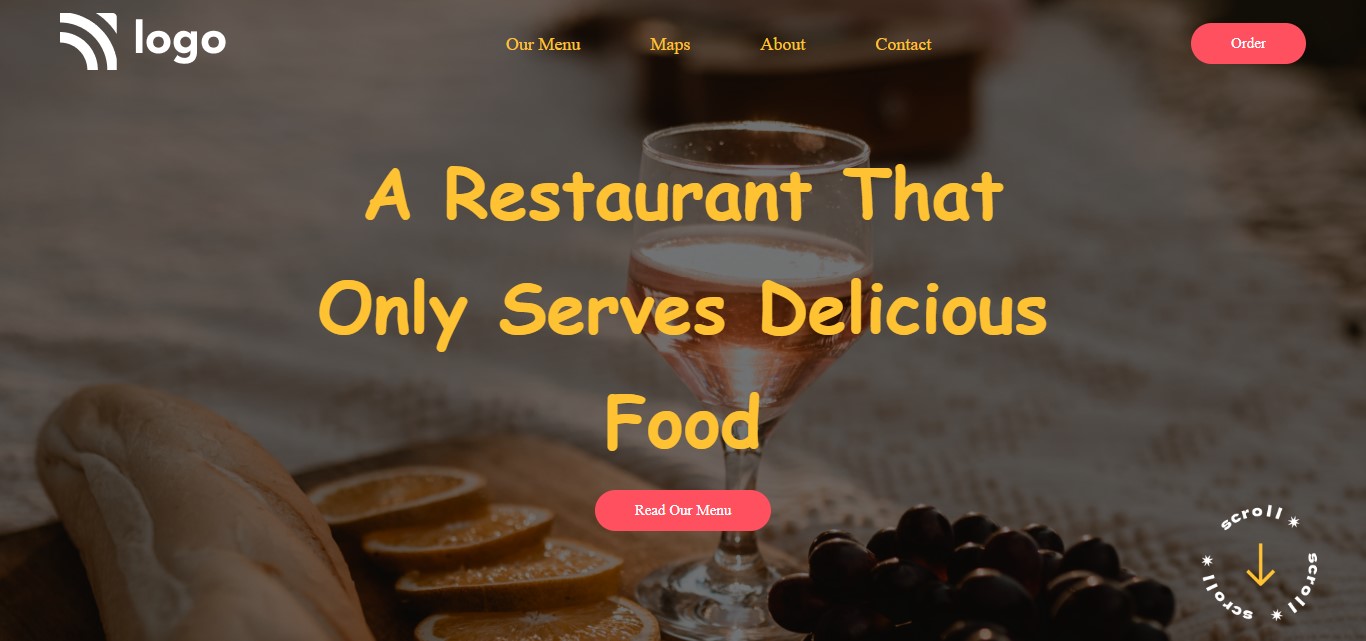 logo
Our Menu
Maps
About
Contact
Order
A Restaurant That
Only Serves Delicious
Food
Read Our Menu
scroll * scroll * scroll *